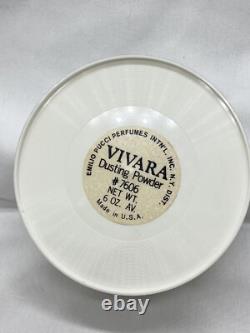 EMILIO PUCCI PERFUMES INT'NL, INC. N.Y. DIST.
VIVARA
Dusting Powder
#7606
NET WT.
6 OZ. AV.
Made in U.S.A.